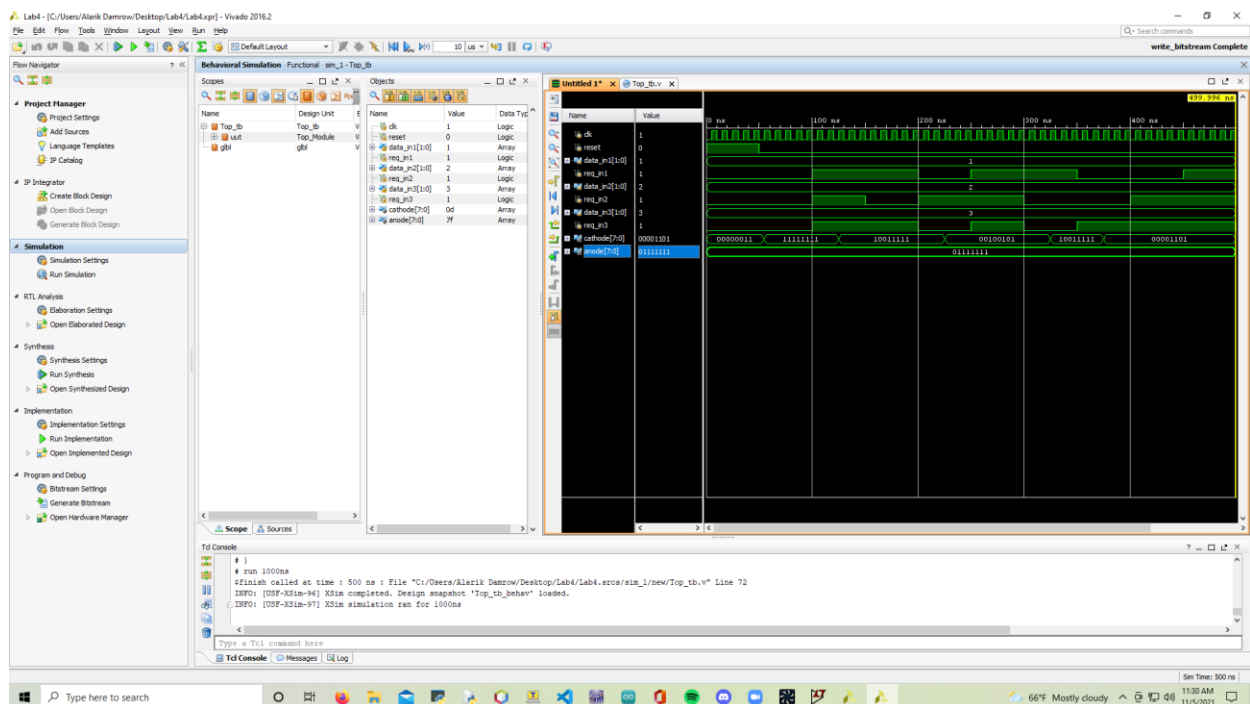 Lab4 - [C:/Users/Alarik Damrow/Desktop/Lab4/Lab4.xpr] - Vivado 2016.2
File Edit Flow Tools Window Layout View Run Help
Q- Search commands
Default Layout
10 us
write_bitstream Complete
Flow Navigator
? «
Behavioral Simulation - Functional - sim_1 - Top_tb
Project Manager
Project Settings
Add Sources
Language Templates
IP Catalog
IP Integrator
Create Block Design
Open Block Design
Generate Block Design
Simulation
Simulation Settings
Run Simulation
RTL Analysis
Elaboration Settings
Open Elaborated Design
Synthesis
Synthesis Settings
Run Synthesis
Open Synthesized Design
Implementation
Implementation Settings
Run Implementation
Open Implemented Design
Program and Debug
Bitstream Settings
Generate Bitstream
Open Hardware Manager
Scopes
Name Design Unit
Top_tb Top_tb V
uut Top_Module V
glbl glbl V
Scope Sources
Objects
Name Value Data Typ
clk 1 Logic
reset 0 Logic
data_in1[1:0] 1 Array
req_in1 1 Logic
data_in2[1:0] 2 Array
req_in2 1 Logic
data_in3[1:0] 3 Array
req_in3 1 Logic
cathode[7:0] 0d Array
anode[7:0] 7f Array
Untitled 1* Top_tb.v
499.996 ns
Name Value 0 ns 100 ns 200 ns 300 ns 400 ns
clk 1
reset 0
data_in1[1:0] 1 1
req_in1 1
data_in2[1:0] 2 2
req_in2 1
data_in3[1:0] 3 3
req_in3 1
cathode[7:0] 00001101 00000011 11111111 10011111 00100101 10011111 00001101
anode[7:0] 01111111 01111111
Tcl Console
# }
# run 1000ns
$finish called at time : 500 ns : File "C:/Users/Alarik Damrow/Desktop/Lab4/Lab4.srcs/sim_1/new/Top_tb.v" Line 72
INFO: [USF-XSim-96] XSim completed. Design snapshot 'Top_tb_behav' loaded.
INFO: [USF-XSim-97] XSim simulation ran for 1000ns
Type a Tcl command here
Tcl Console Messages Log
Sim Time: 500 ns
Type here to search
66°F Mostly cloudy
11:30 AM
11/5/2021